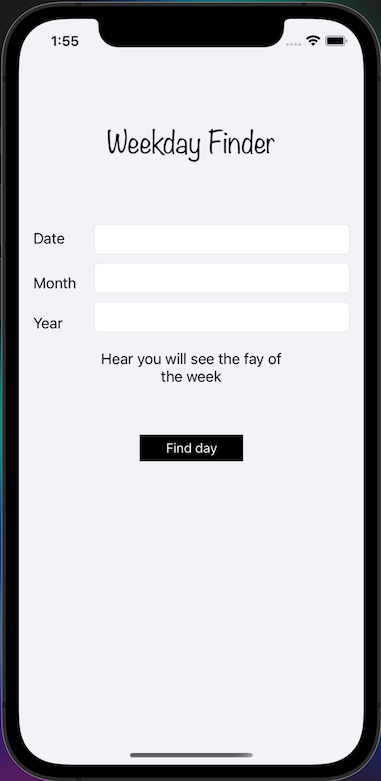 1:55
Weekday Finder
Date
Month
Year
Hear you will see the fay of
the week
Find day